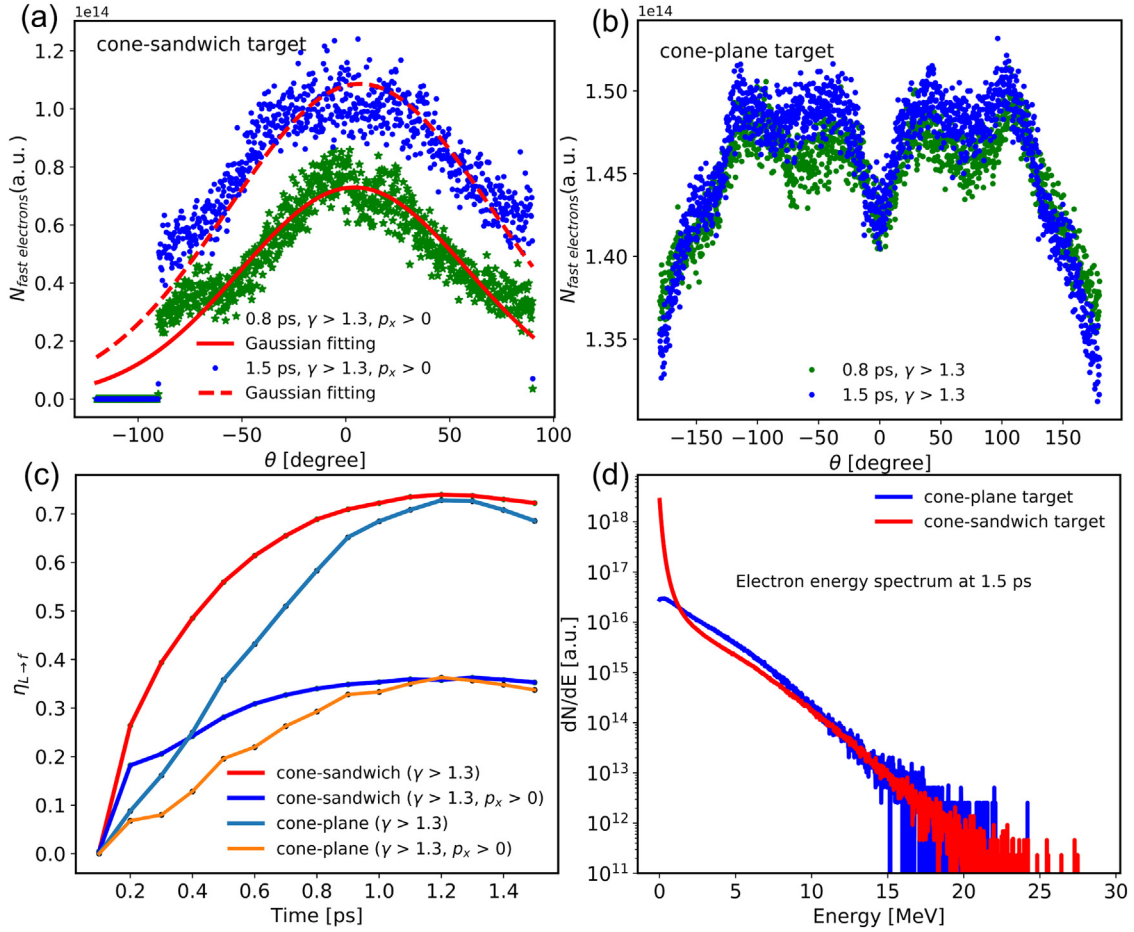 (a)
1e14
cone-sandwich target
1.2
1.0
0.8
0.6
0.4
0.2
0.0
N_fast electrons(a. u. )
0.8 ps, γ > 1.3, p_x > 0
Gaussian fitting
1.5 ps, γ > 1.3, p_x > 0
Gaussian fitting
−100 −50 0 50 100
θ [degree]
(b)
1e14
cone-plane target
1.50
1.45
1.40
1.35
N_fast electrons(a. u. )
0.8 ps, γ > 1.3
1.5 ps, γ > 1.3
−150 −100 −50 0 50 100 150
θ [degree]
(c)
0.7
0.6
0.5
0.4
0.3
0.2
0.1
0.0
η_L→f
cone-sandwich (γ > 1.3)
cone-sandwich (γ > 1.3, p_x > 0)
cone-plane (γ > 1.3)
cone-plane (γ > 1.3, p_x > 0)
0.2 0.4 0.6 0.8 1.0 1.2 1.4
Time [ps]
(d)
cone-plane target
cone-sandwich target
Electron energy spectrum at 1.5 ps
10^18
10^17
10^16
10^15
10^14
10^13
10^12
10^11
dN/dE [a.u.]
0 5 10 15 20 25 30
Energy [MeV]